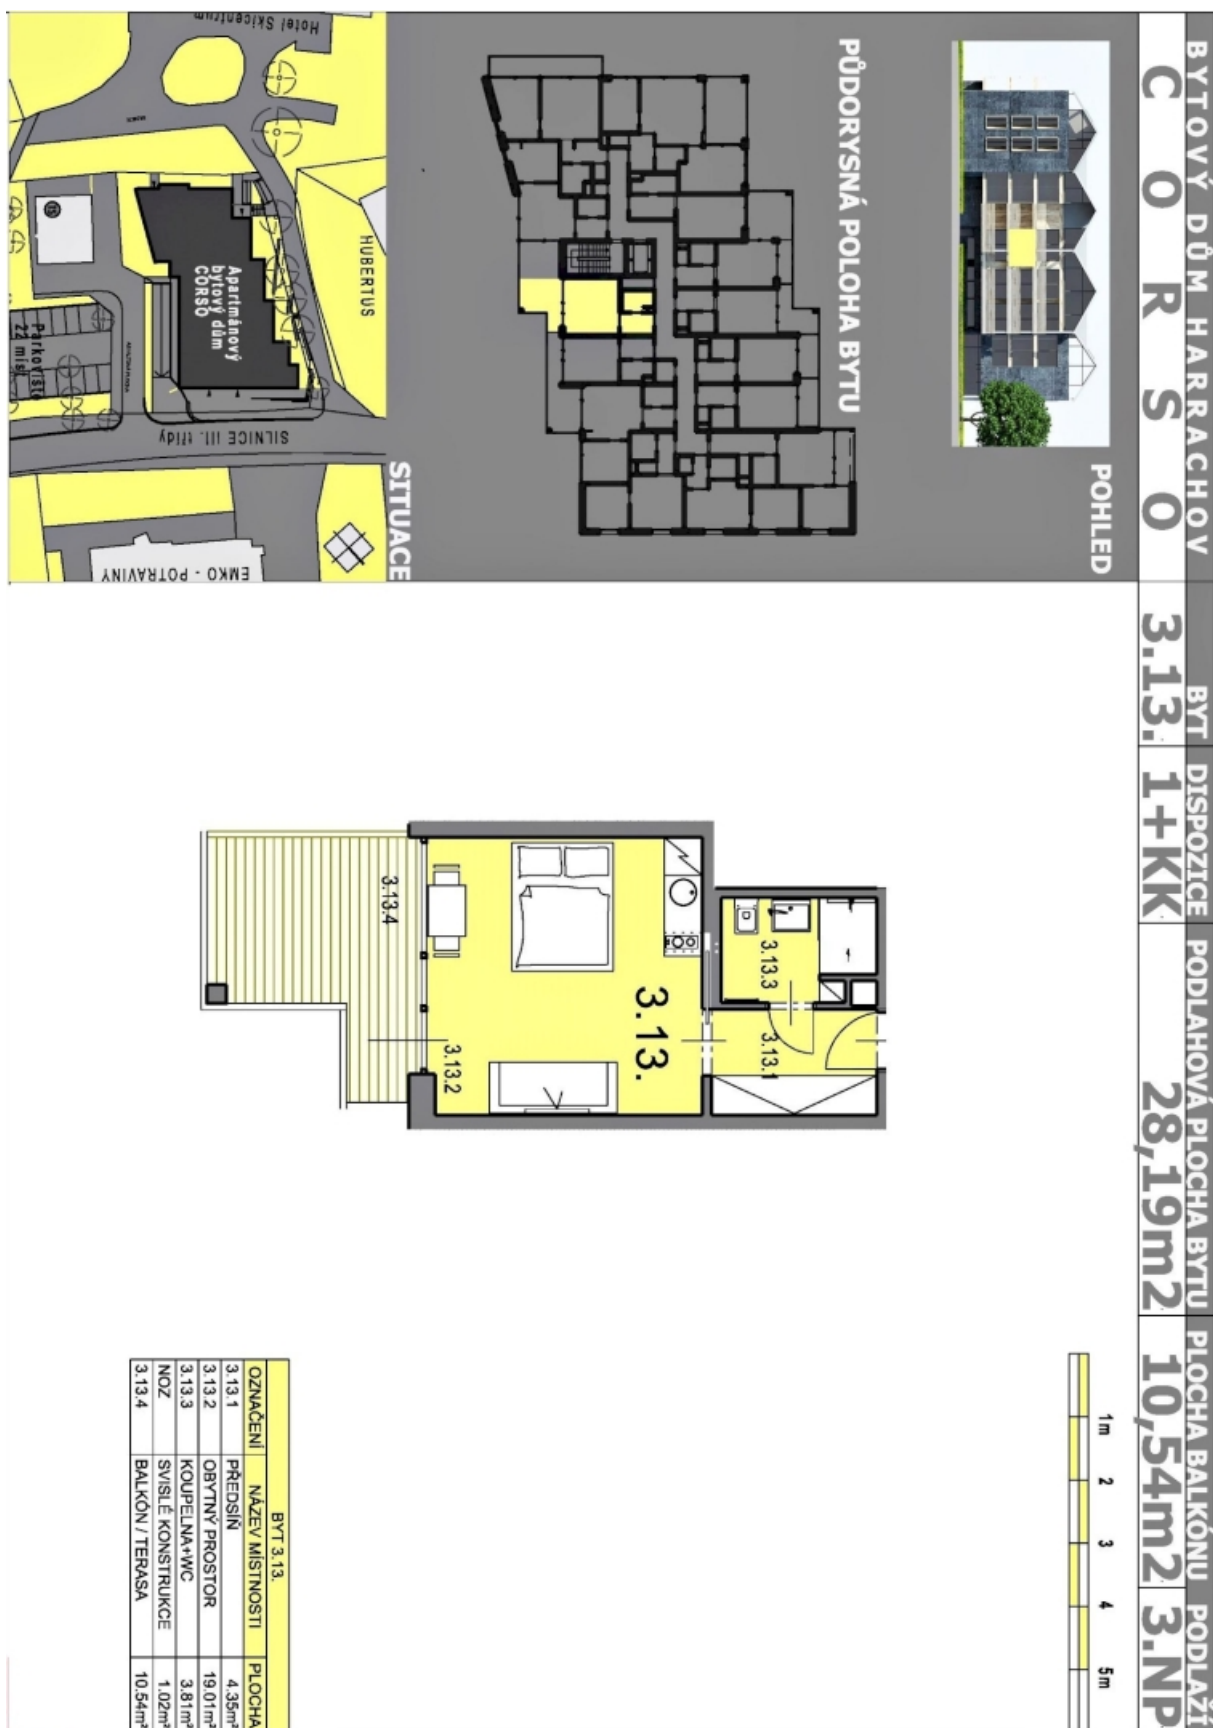 BYTOVÝ DŮM HARRACHOV
CORSO
BYT
3.13.
DISPOZICE
1+KK
PODLAHOVÁ PLOCHA BYTU
28,19m2
PLOCHA BALKÓNU
10,54m2
PODLAŽÍ
3.NP
POHLED
PŮDORYSNÁ POLOHA BYTU
SITUACE
Hotel Skicentrum
HUBERTUS
Apartmánový
bytový dům
CORSO
Parkoviště
22 míst
SILNICE III. třídy
EMKO - POTRAVINY
3.13.
3.13.1
3.13.2
3.13.3
3.13.4
1m 2 3 4 5m
BYT 3.13.
OZNAČENÍ NÁZEV MÍSTNOSTI PLOCHA
3.13.1 PŘEDSÍŇ 4.35m²
3.13.2 OBYTNÝ PROSTOR 19.01m²
3.13.3 KOUPELNA+WC 3.81m²
NOZ SVISLÉ KONSTRUKCE 1.02m²
3.13.4 BALKÓN / TERASA 10.54m²